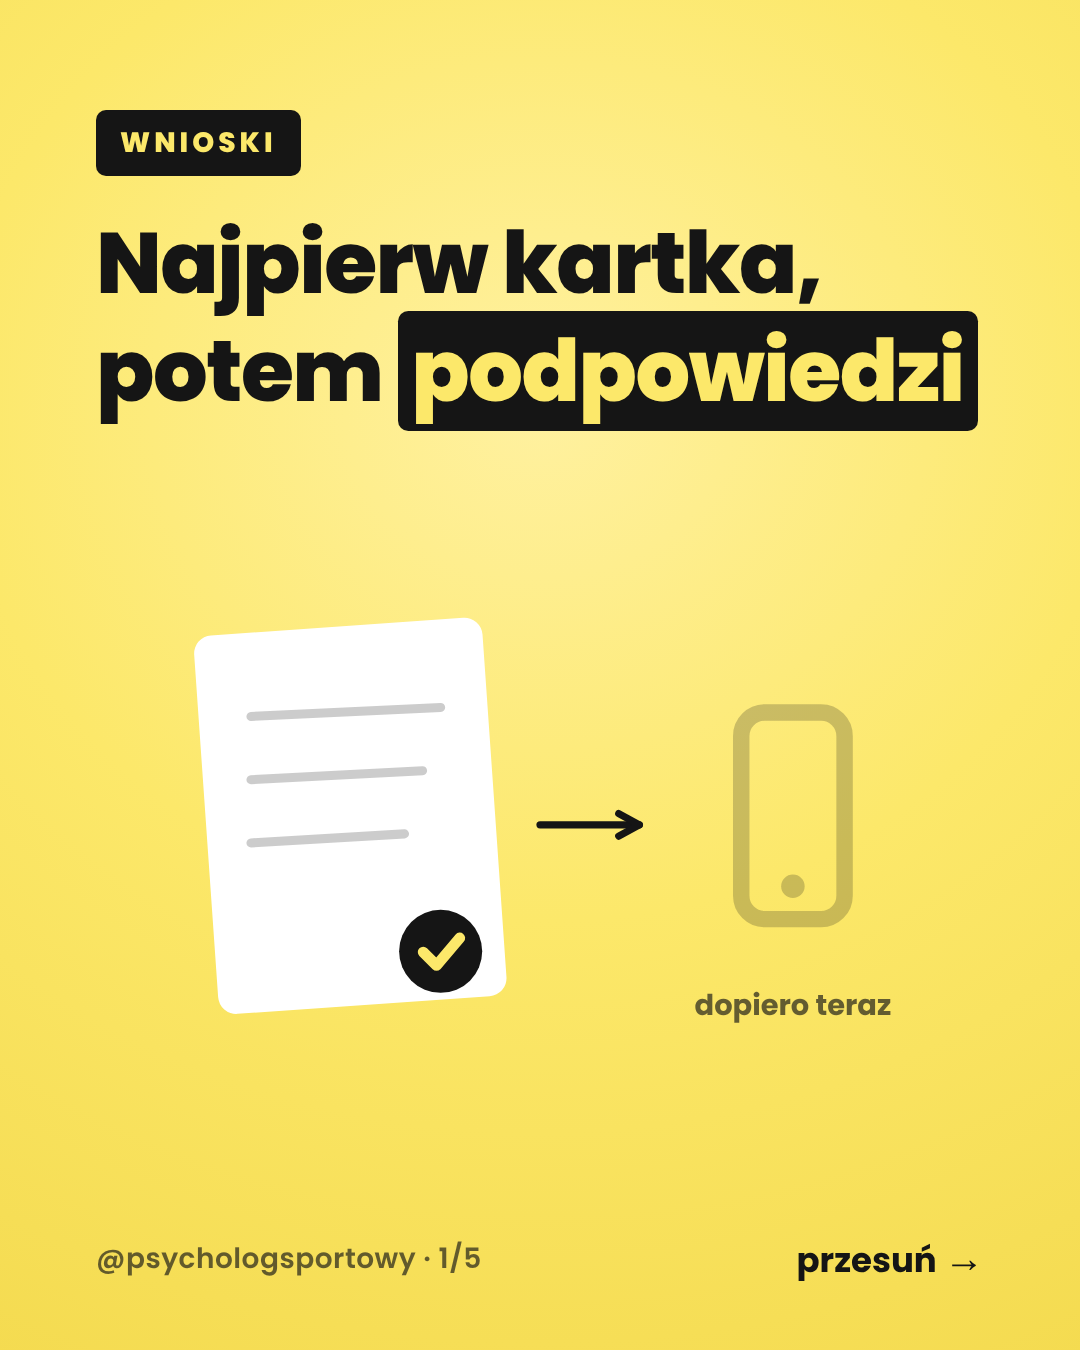 WNIOSKI
Najpierw kartka,
potem podpowiedzi
dopiero teraz
@psychologsportowy · 1/5
przesuń →